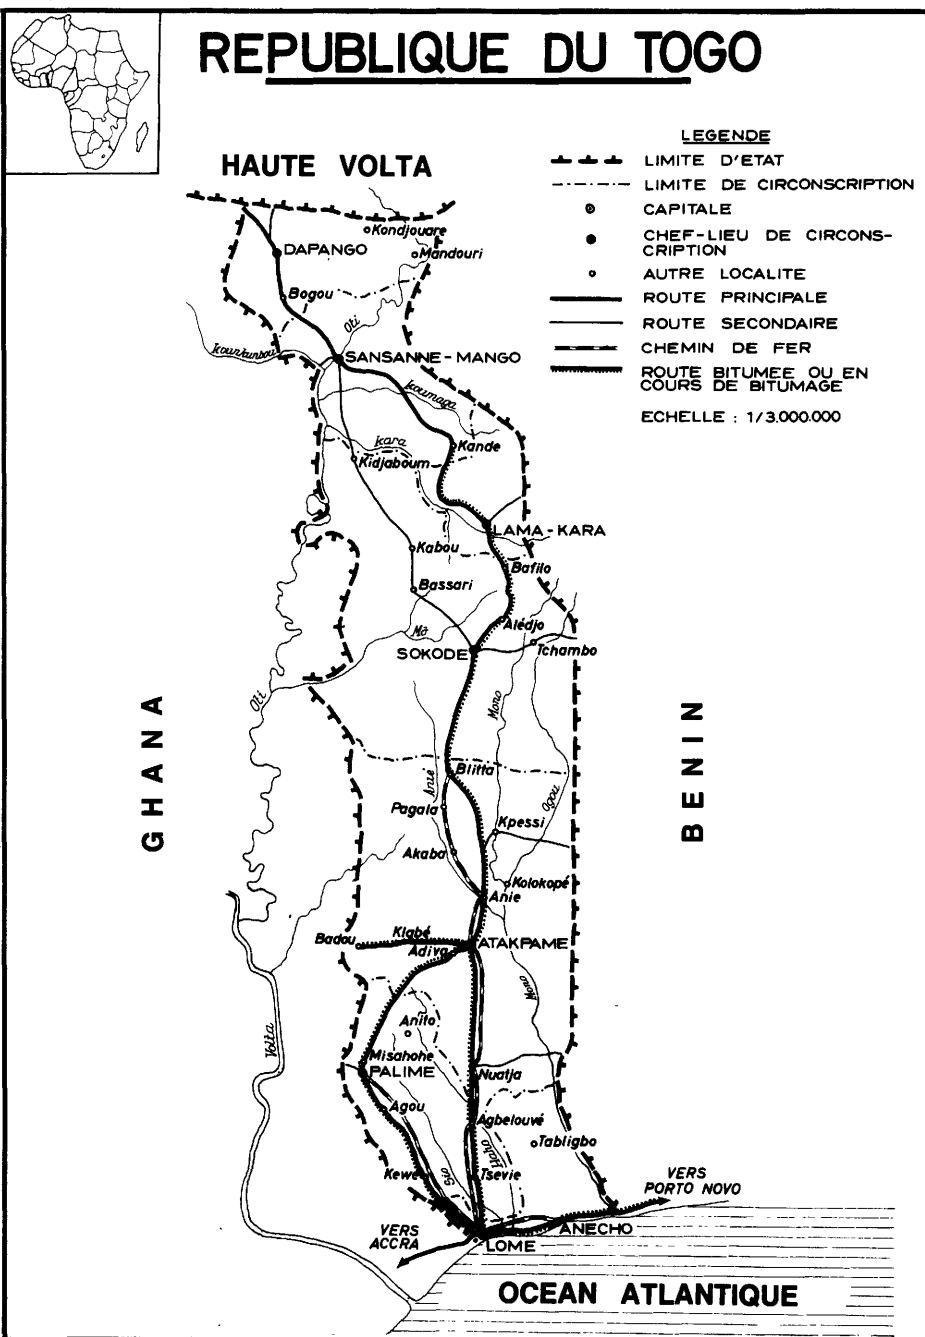 REPUBLIQUE DU TOGO
LEGENDE
LIMITE D'ETAT
LIMITE DE CIRCONSCRIPTION
CAPITALE
CHEF-LIEU DE CIRCONS-
CRIPTION
AUTRE LOCALITE
ROUTE PRINCIPALE
ROUTE SECONDAIRE
CHEMIN DE FER
ROUTE BITUMEE OU EN
COURS DE BITUMAGE
ECHELLE : 1/3.000.000
HAUTE VOLTA
Kondjouare
DAPANGO
Mandouri
Bogou
Oti
SANSANNE-MANGO
Koumaga
Kara
Kande
Kidjaboum
LAMA-KARA
Kabou
Bafilo
Bassari
Alédjo
Mô
SOKODE
Tchambo
Oti
Mono
GHANA
BENIN
Blitta
Anié
Ogou
Pagala
Kpessi
Akaba
Kolokopé
Anie
Klabé
Badou
ATAKPAME
Adiva
Mono
Anito
Volta
Misahohe
PALIME
Nuatja
Agou
Agbelouvé
Tabligbo
Haho
Kewe
Sio
Tsevie
VERS
PORTO NOVO
VERS
ACCRA
ANECHO
LOME
OCEAN ATLANTIQUE